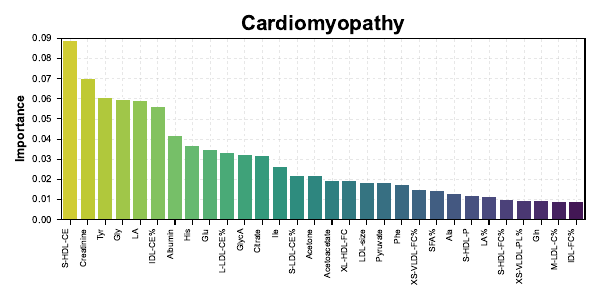 Cardiomyopathy
Importance
0.09
0.08
0.07
0.06
0.05
0.04
0.03
0.02
0.01
0.00
S-HDL-CE
Creatinine
Tyr
Gly
LA
IDL-CE%
Albumin
His
Glu
L-LDL-CE%
GlycA
Citrate
Ile
S-LDL-CE%
Acetone
Acetoacetate
XL-HDL-FC
LDL-size
Pyruvate
Phe
XS-VLDL-FC%
SFA%
Ala
S-HDL-P
LA%
S-HDL-FC%
XS-VLDL-PL%
Gln
M-LDL-C%
IDL-FC%